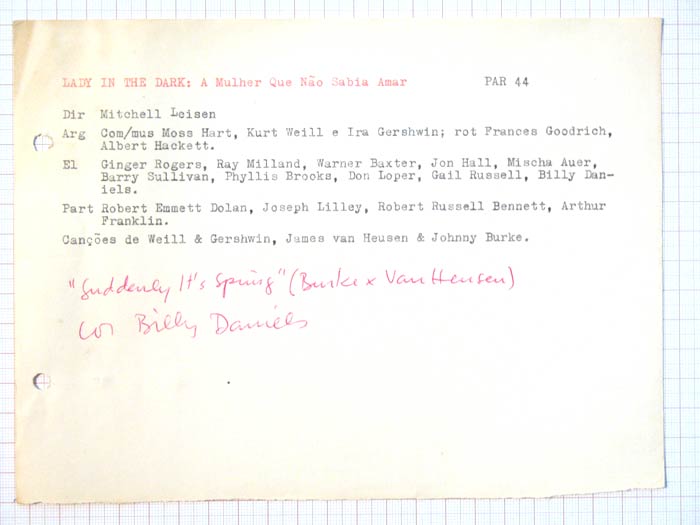 LADY IN THE DARK: A Mulher Que Não Sabia Amar PAR 44
Dir Mitchell Leisen
Arg Com/mus Moss Hart, Kurt Weill e Ira Gershwin; rot Frances Goodrich,
Albert Hackett.
El Ginger Rogers, Ray Milland, Warner Baxter, Jon Hall, Mischa Auer,
Barry Sullivan, Phyllis Brooks, Don Loper, Gail Russell, Billy Dan-
iels.
Part Robert Emmett Dolan, Joseph Lilley, Robert Russell Bennett, Arthur
Franklin.
Canções de Weill & Gershwin, James van Heusen & Johnny Burke.
"Suddenly It's Spring" (Burke x Van Heusen)
cor Billy Daniels